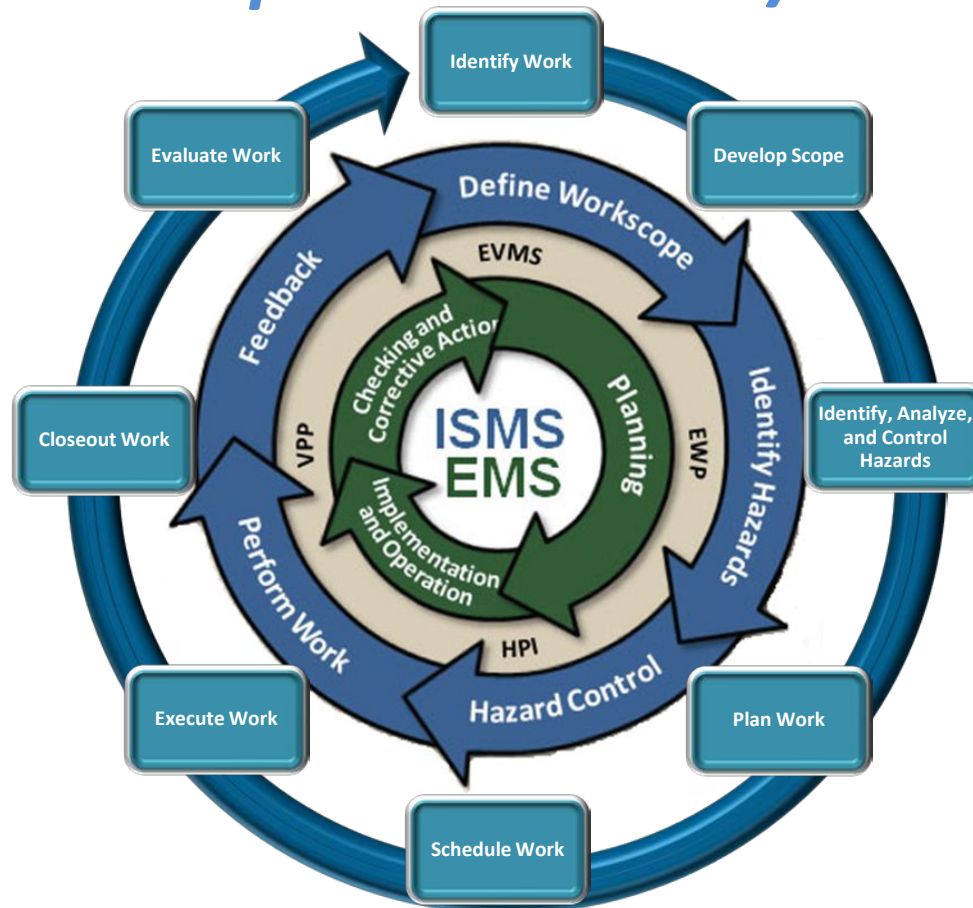 Identify Work
Develop Scope
Identify, Analyze,
and Control
Hazards
Plan Work
Schedule Work
Execute Work
Closeout Work
Evaluate Work
Define Workscope
Identify Hazards
Hazard Control
Perform Work
Feedback
EVMS
EWP
HPI
VPP
Planning
Implementation
and Operation
Checking and
Corrective Action
ISMS
EMS